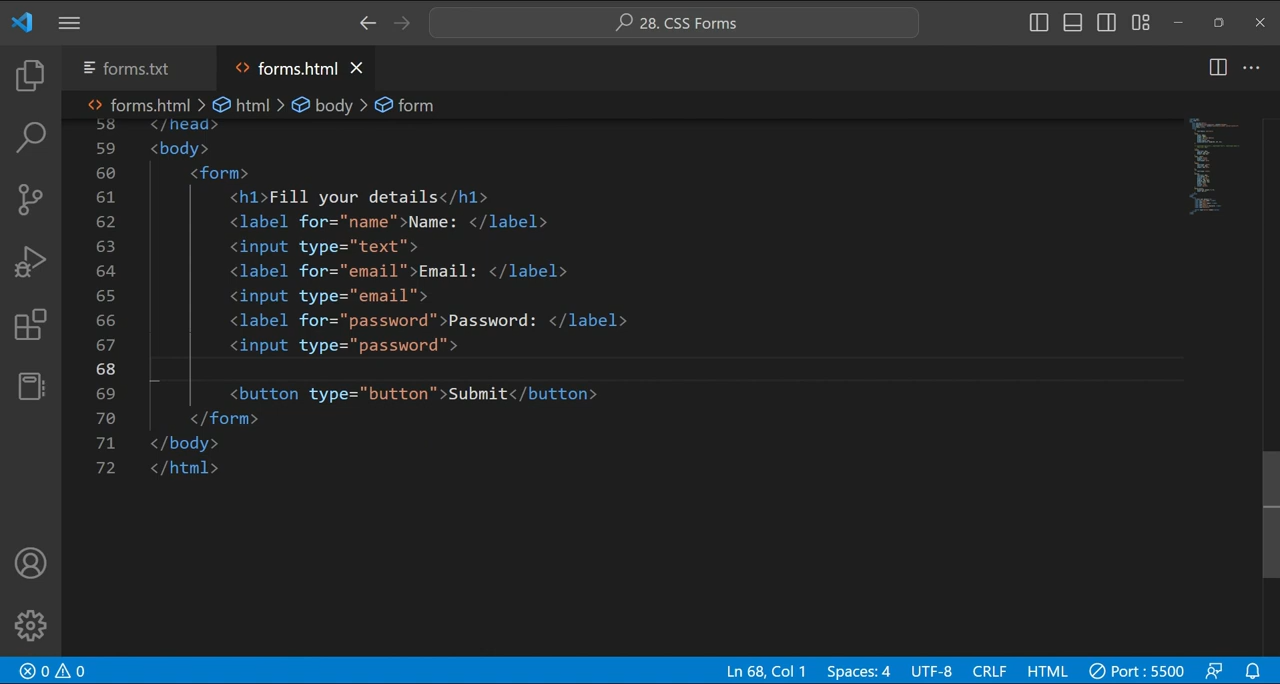 28. CSS Forms
forms.txt
forms.html
forms.html > html > body > form
58 </head>
59 <body>
60 <form>
61 <h1>Fill your details</h1>
62 <label for="name">Name: </label>
63 <input type="text">
64 <label for="email">Email: </label>
65 <input type="email">
66 <label for="password">Password: </label>
67 <input type="password">
68
69 <button type="button">Submit</button>
70 </form>
71 </body>
72 </html>
0 0 Ln 68, Col 1 Spaces: 4 UTF-8 CRLF HTML Port : 5500